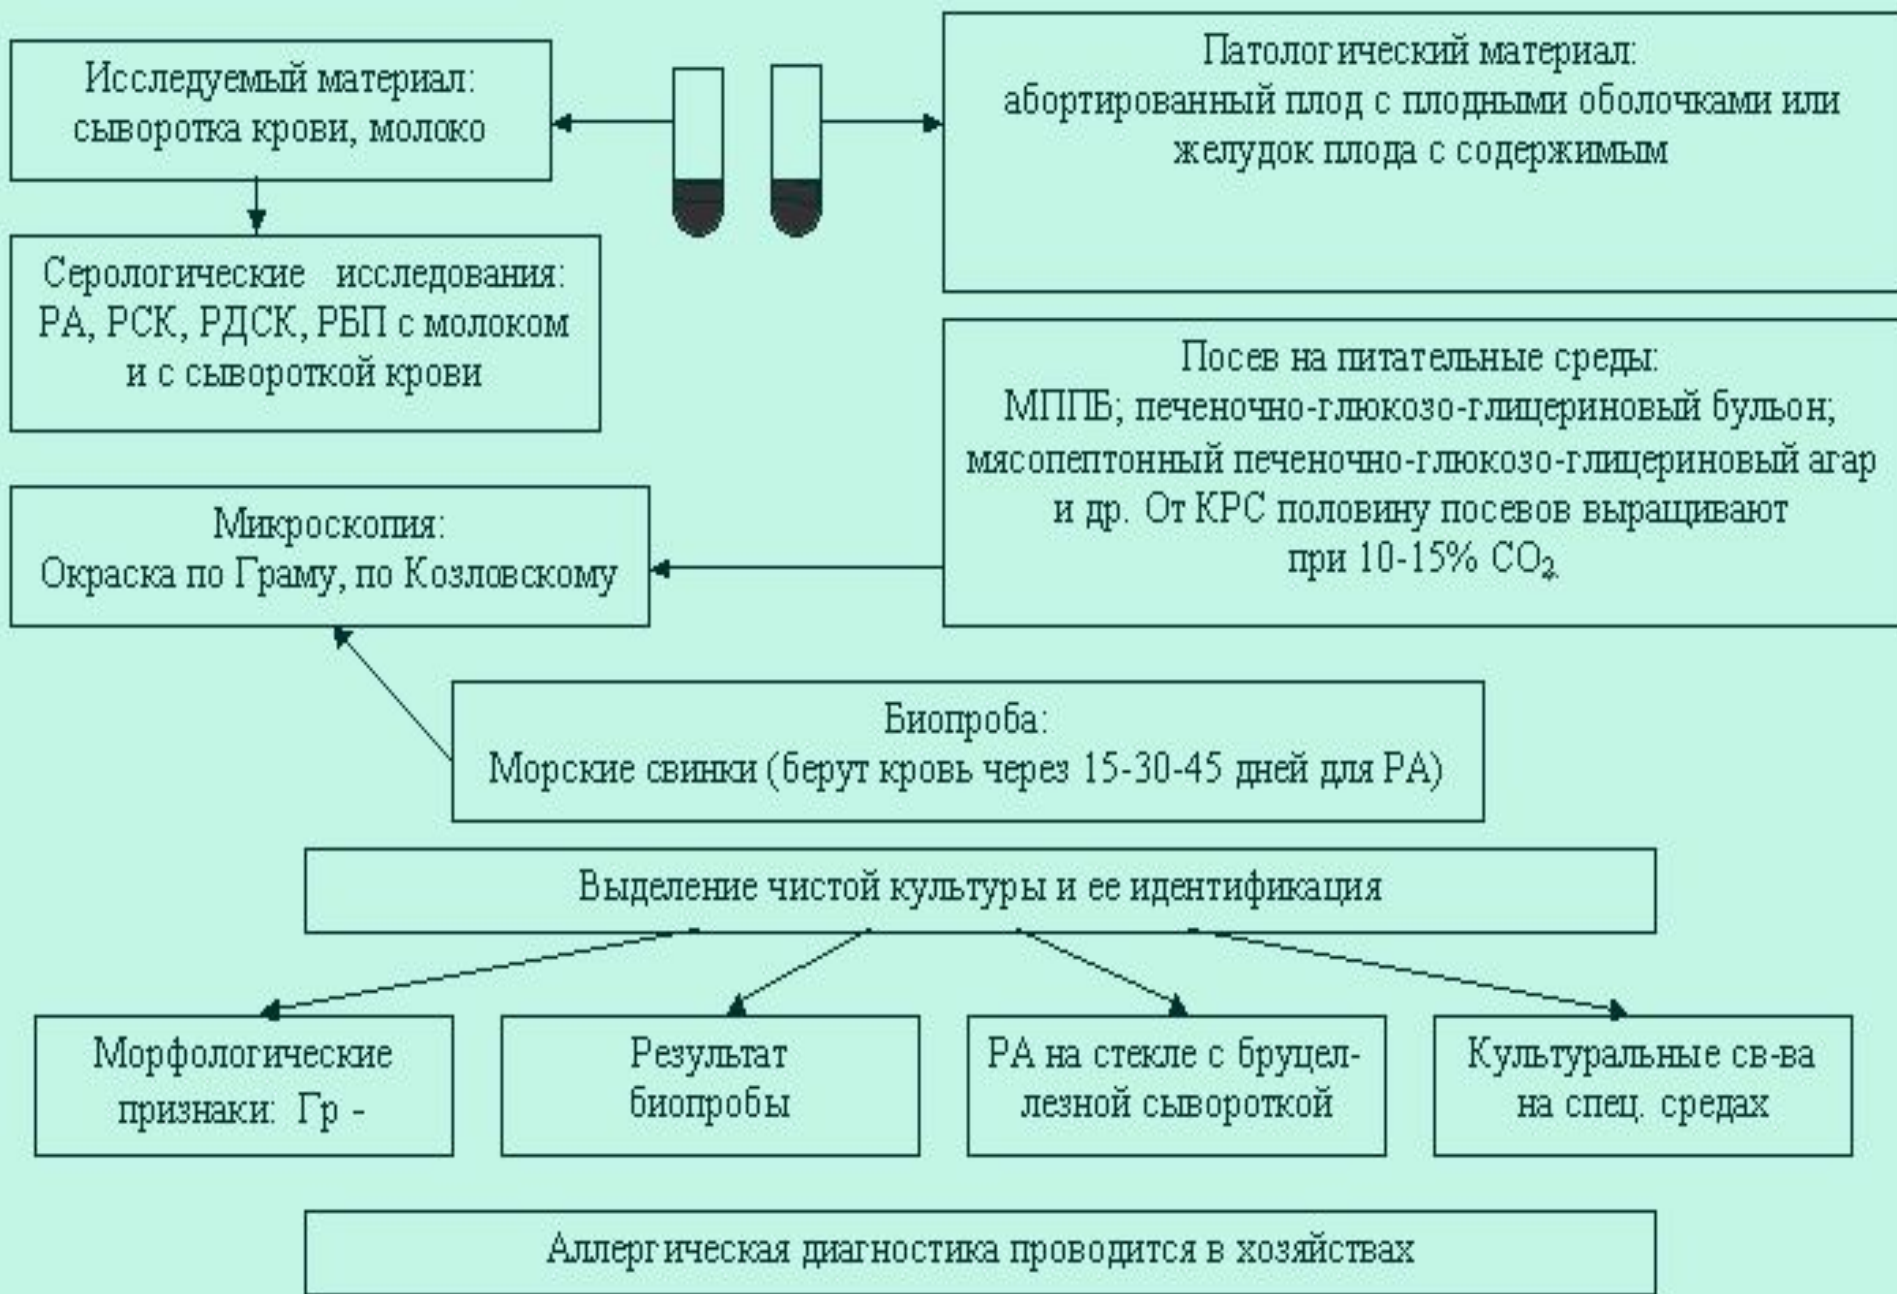 Исследуемый материал:
сыворотка крови, молоко
Патологический материал:
абортированный плод с плодными оболочками или
желудок плода с содержимым
Серологические исследования:
РА, РСК, РДСК, РБП с молоком
и с сывороткой крови
Посев на питательные среды:
МППБ; печеночно-глюкозо-глицериновый бульон;
мясопептонный печеночно-глюкозо-глицериновый агар
и др. От КРС половину посевов выращивают
при 10-15% CO₂
Микроскопия:
Окраска по Граму, по Козловскому
Биопроба:
Морские свинки (берут кровь через 15-30-45 дней для РА)
Выделение чистой культуры и ее идентификация
Морфологические
признаки: Гр -
Результат
биопробы
РА на стекле с бруцел-
лезной сывороткой
Культуральные св-ва
на спец. средах
Аллергическая диагностика проводится в хозяйствах